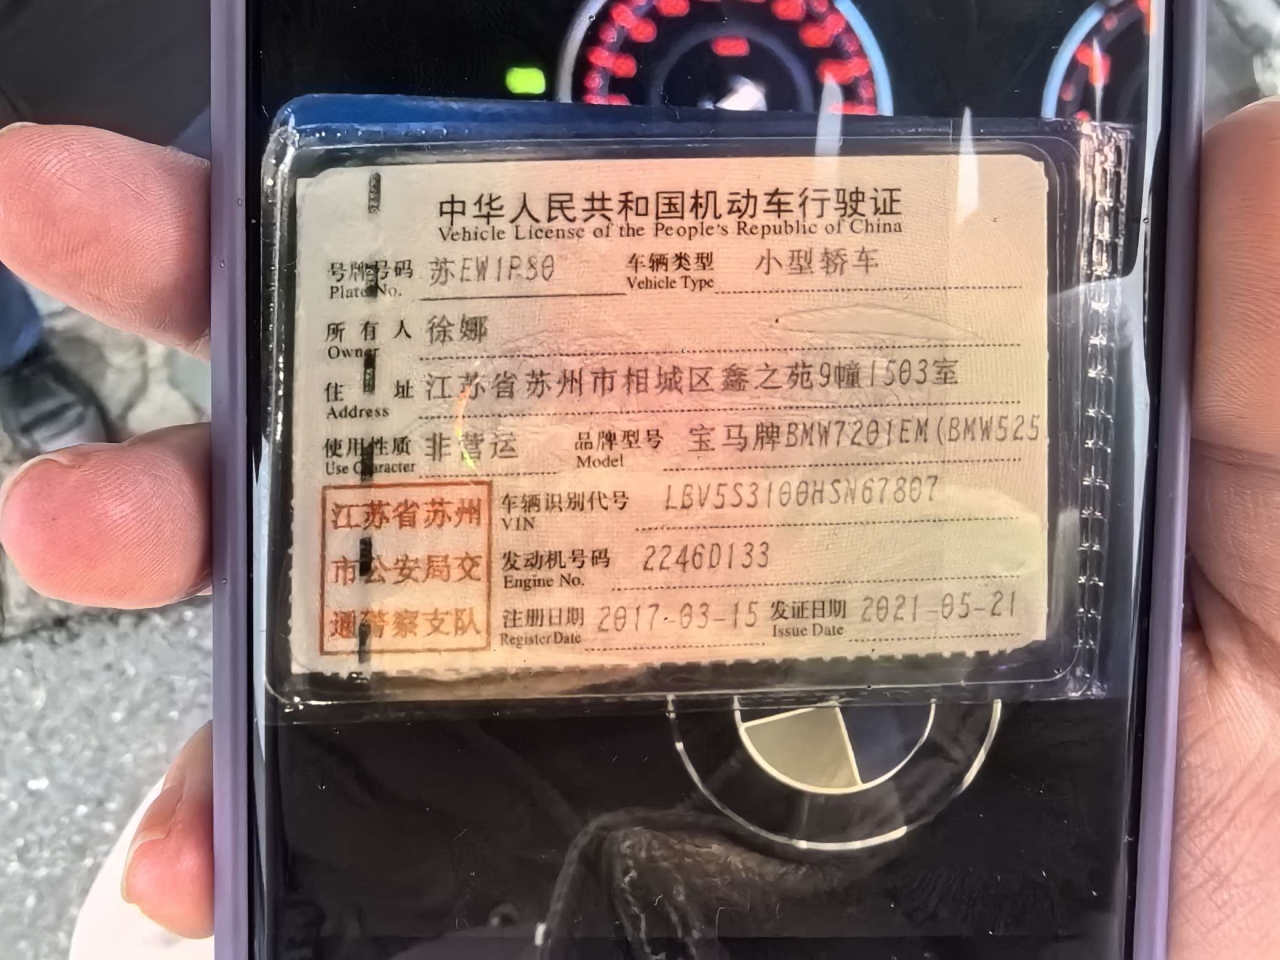 中华人民共和国机动车行驶证
Vehicle License of the People's Republic of China
号牌号码 苏EW1P80 车辆类型 小型轿车
Plate No. Vehicle Type
所有人 徐娜
Owner
住址 江苏省苏州市相城区鑫之苑9幢1503室
Address
使用性质 非营运 品牌型号 宝马牌BMW7201EM(BMW525
Use Character Model
江苏省苏州
市公安局交
通警察支队
车辆识别代号 LBV5S3100HSN67807
VIN
发动机号码 2246D133
Engine No.
注册日期 2017-03-15 发证日期 2021-05-21
Register Date Issue Date